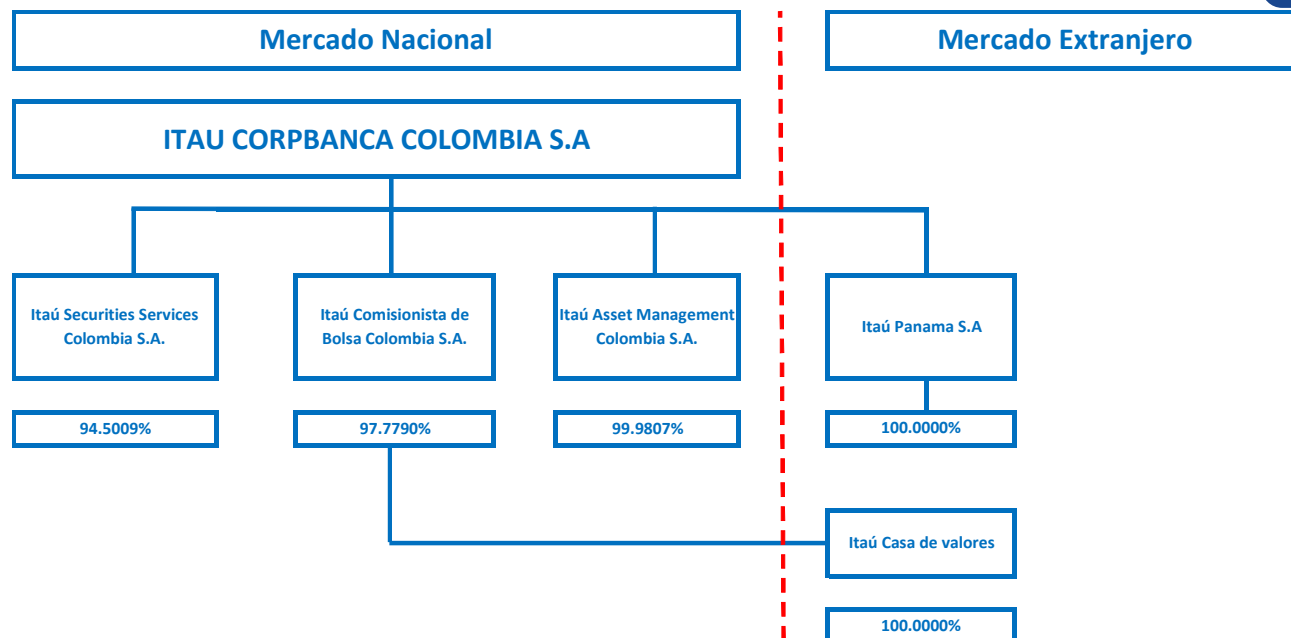 Mercado Nacional
Mercado Extranjero
ITAU CORPBANCA COLOMBIA S.A
Itaú Securities Services
Colombia S.A.
Itaú Comisionista de
Bolsa Colombia S.A.
Itaú Asset Management
Colombia S.A.
Itaú Panama S.A
94.5009%
97.7790%
99.9807%
100.0000%
Itaú Casa de valores
100.0000%